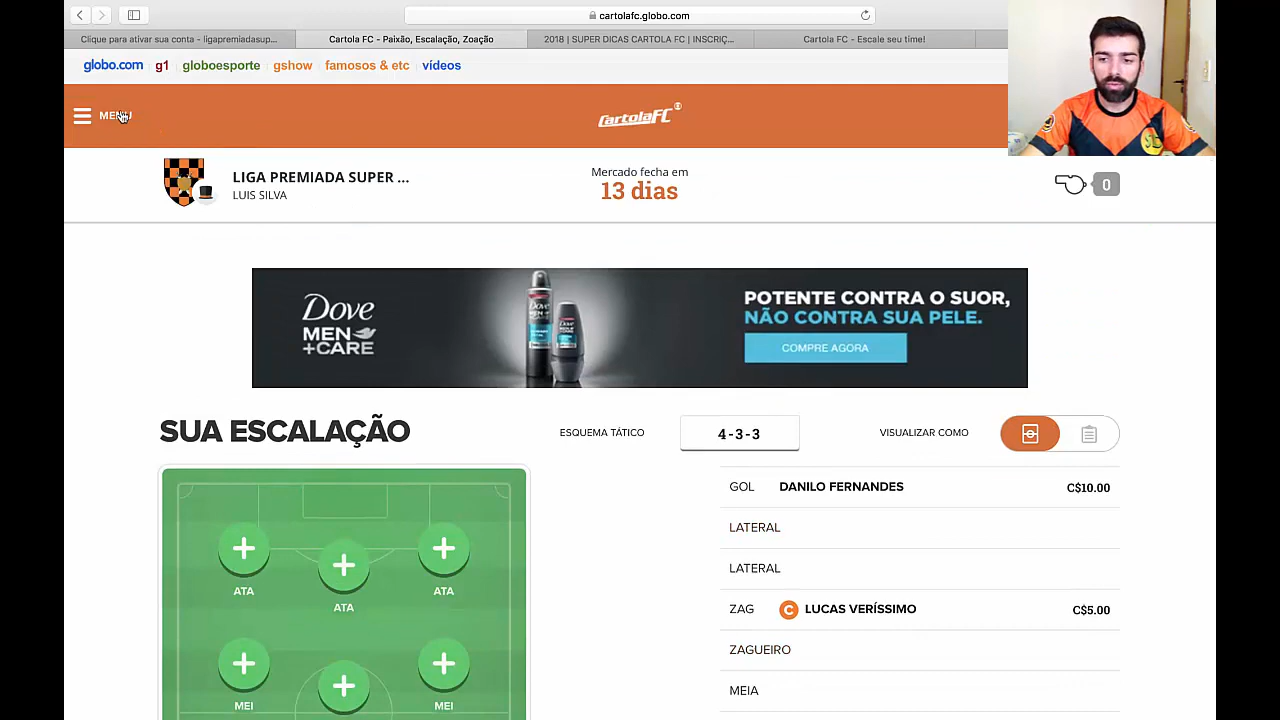 cartolafc.globo.com
Clique para ativar sua conta - ligapremiadasup...
Cartola FC - Paixão, Escalação, Zoação
2018 | SUPER DICAS CARTOLA FC | INSCRIÇ...
Cartola FC - Escale seu time!
globo.com g1 globoesporte gshow famosos & etc vídeos
MENU
CartolaFC
LIGA PREMIADA SUPER ...
LUIS SILVA
Mercado fecha em
13 dias
0
Dove
MEN
+CARE
POTENTE CONTRA O SUOR,
NÃO CONTRA SUA PELE.
COMPRE AGORA
SUA ESCALAÇÃO
ESQUEMA TÁTICO
4-3-3
VISUALIZAR COMO
ATA
ATA
ATA
MEI
MEI
GOL DANILO FERNANDES C$10.00
LATERAL
LATERAL
ZAG C LUCAS VERÍSSIMO C$5.00
ZAGUEIRO
MEIA